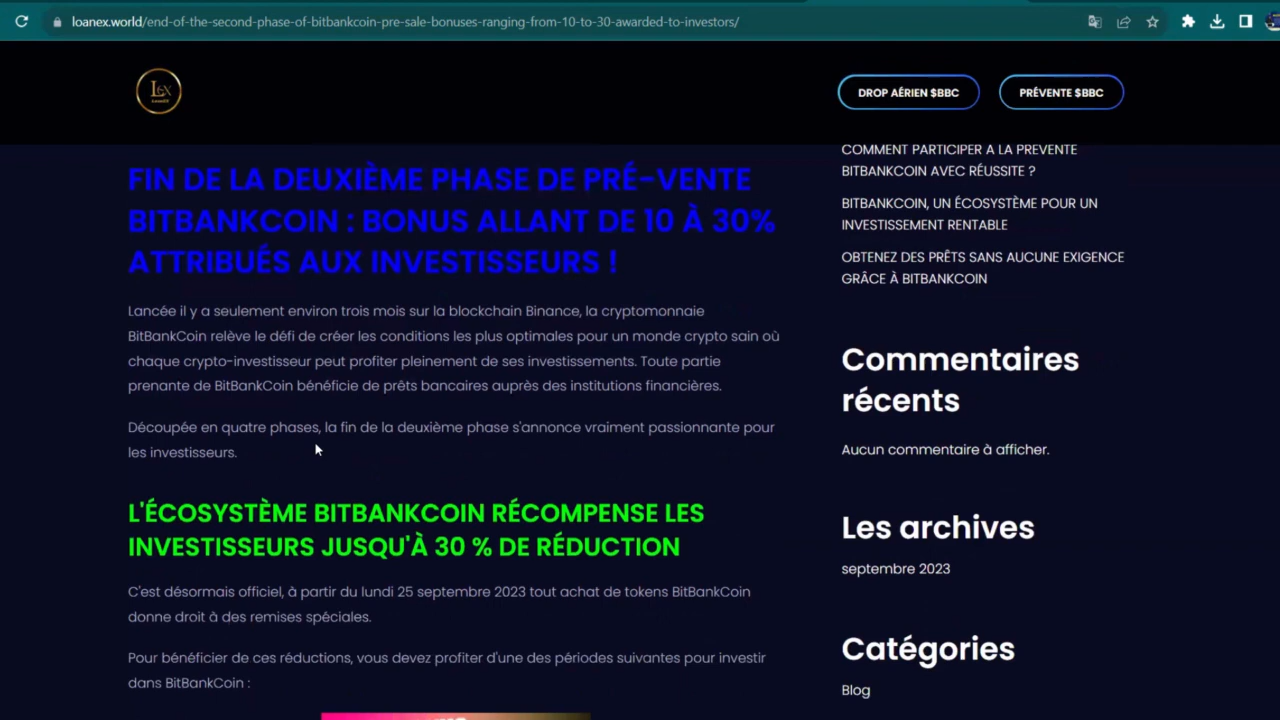 loanex.world/end-of-the-second-phase-of-bitbankcoin-pre-sale-bonuses-ranging-from-10-to-30-awarded-to-investors/
Lex
DROP AÉRIEN $BBC
PRÉVENTE $BBC
FIN DE LA DEUXIÈME PHASE DE PRÉ-VENTE
BITBANKCOIN : BONUS ALLANT DE 10 À 30%
ATTRIBUÉS AUX INVESTISSEURS !
Lancée il y a seulement environ trois mois sur la blockchain Binance, la cryptomonnaie
BitBankCoin relève le défi de créer les conditions les plus optimales pour un monde crypto sain où
chaque crypto-investisseur peut profiter pleinement de ses investissements. Toute partie
prenante de BitBankCoin bénéficie de prêts bancaires auprès des institutions financières.
Découpée en quatre phases, la fin de la deuxième phase s'annonce vraiment passionnante pour
les investisseurs.
L'ÉCOSYSTÈME BITBANKCOIN RÉCOMPENSE LES
INVESTISSEURS JUSQU'À 30 % DE RÉDUCTION
C'est désormais officiel, à partir du lundi 25 septembre 2023 tout achat de tokens BitBankCoin
donne droit à des remises spéciales.
Pour bénéficier de ces réductions, vous devez profiter d'une des périodes suivantes pour investir
dans BitBankCoin :
COMMENT PARTICIPER A LA PREVENTE
BITBANKCOIN AVEC RÉUSSITE ?
BITBANKCOIN, UN ÉCOSYSTÈME POUR UN
INVESTISSEMENT RENTABLE
OBTENEZ DES PRÊTS SANS AUCUNE EXIGENCE
GRÂCE À BITBANKCOIN
Commentaires
récents
Aucun commentaire à afficher.
Les archives
septembre 2023
Catégories
Blog